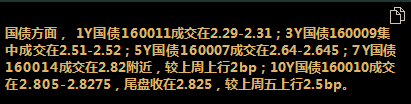 国债方面， 1Y国债160011成交在2.29-2.31；3Y国债160009集
中成交在2.51-2.52；5Y国债160007成交在2.64-2.645；7Y国
债160014成交在2.82附近，较上周上行2bp；10Y国债160010成交
在2.805-2.8275，尾盘收在2.825，较上周五上行2.5bp。